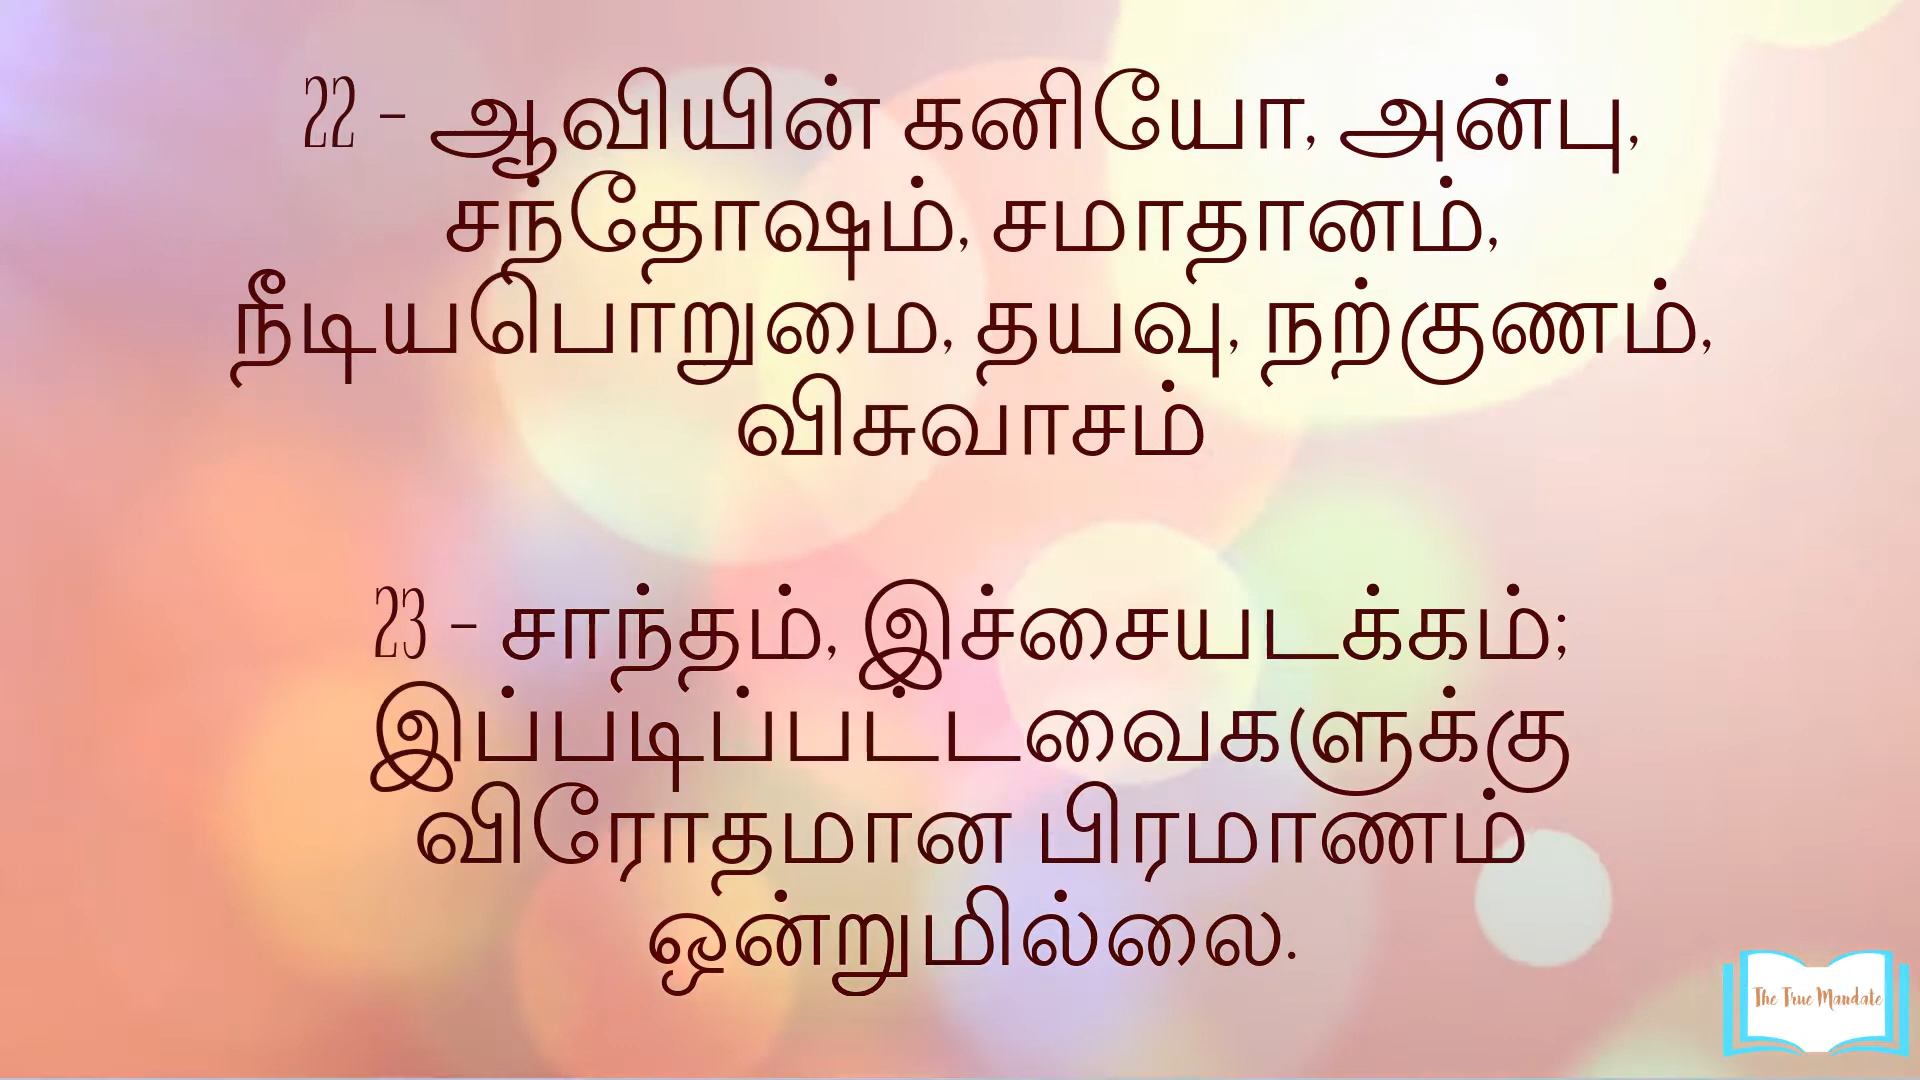 22 - ஆவியின் கனியோ, அன்பு,
சந்தோஷம், சமாதானம்,
நீடியபொறுமை, தயவு, நற்குணம்,
விசுவாசம்
23 - சாந்தம், இச்சையடக்கம்;
இப்படிப்பட்டவைகளுக்கு
விரோதமான பிரமாணம்
ஒன்றுமில்லை.
The True Mandate